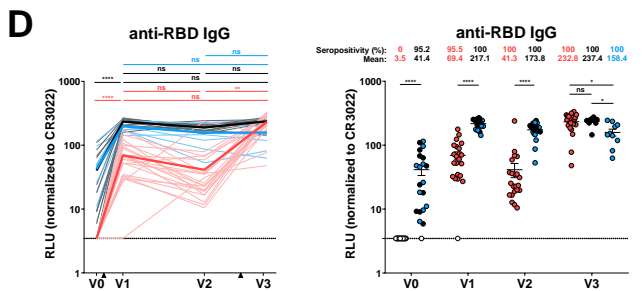 D
anti-RBD IgG
ns
ns ns
**** ns ns
ns
**** ns **
RLU (normalized to CR3022)
1000
100
10
1
V0 V1 V2 V3
anti-RBD IgG
Seropositivity (%): 0 95.2 95.5 100 100 100 100 100 100
Mean: 3.5 41.4 69.4 217.1 41.3 173.8 232.8 237.4 158.4
**** **** **** *
ns
*
RLU (normalized to CR3022)
1000
100
10
1
V0 V1 V2 V3